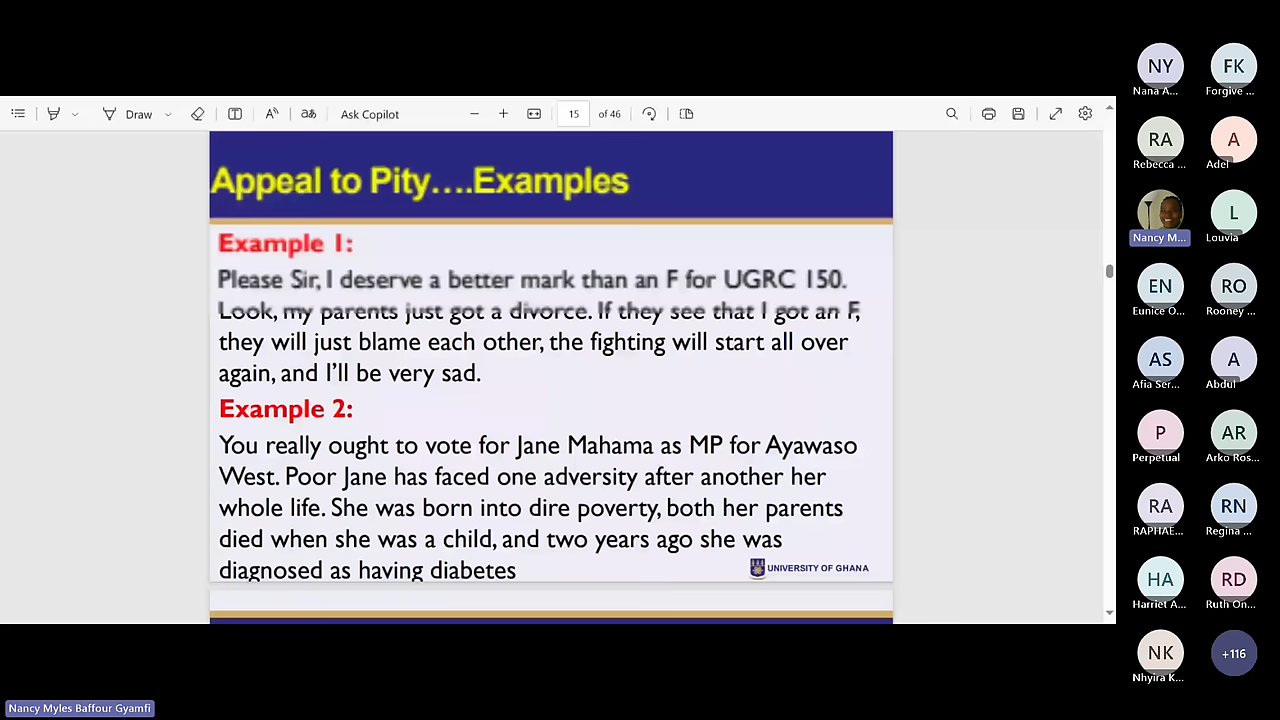 Draw
Ask Copilot
15 of 46
Appeal to Pity….Examples
Example 1:
Please Sir, I deserve a better mark than an F for UGRC 150.
Look, my parents just got a divorce. If they see that I got an F,
they will just blame each other, the fighting will start all over
again, and I’ll be very sad.
Example 2:
You really ought to vote for Jane Mahama as MP for Ayawaso
West. Poor Jane has faced one adversity after another her
whole life. She was born into dire poverty, both her parents
died when she was a child, and two years ago she was
diagnosed as having diabetes
UNIVERSITY OF GHANA
NY FK
Nana A... Forgive ...
RA A
Rebecca ... Adel
L
Nancy M... Louvia
EN RO
Eunice O... Rooney ...
AS A
Afia Ser... Abdul
P AR
Perpetual Arko Ros...
RA RN
RAPHAE... Regina ...
HA RD
Harriet A... Ruth On...
NK +116
Nhyira K...
Nancy Myles Baffour Gyamfi